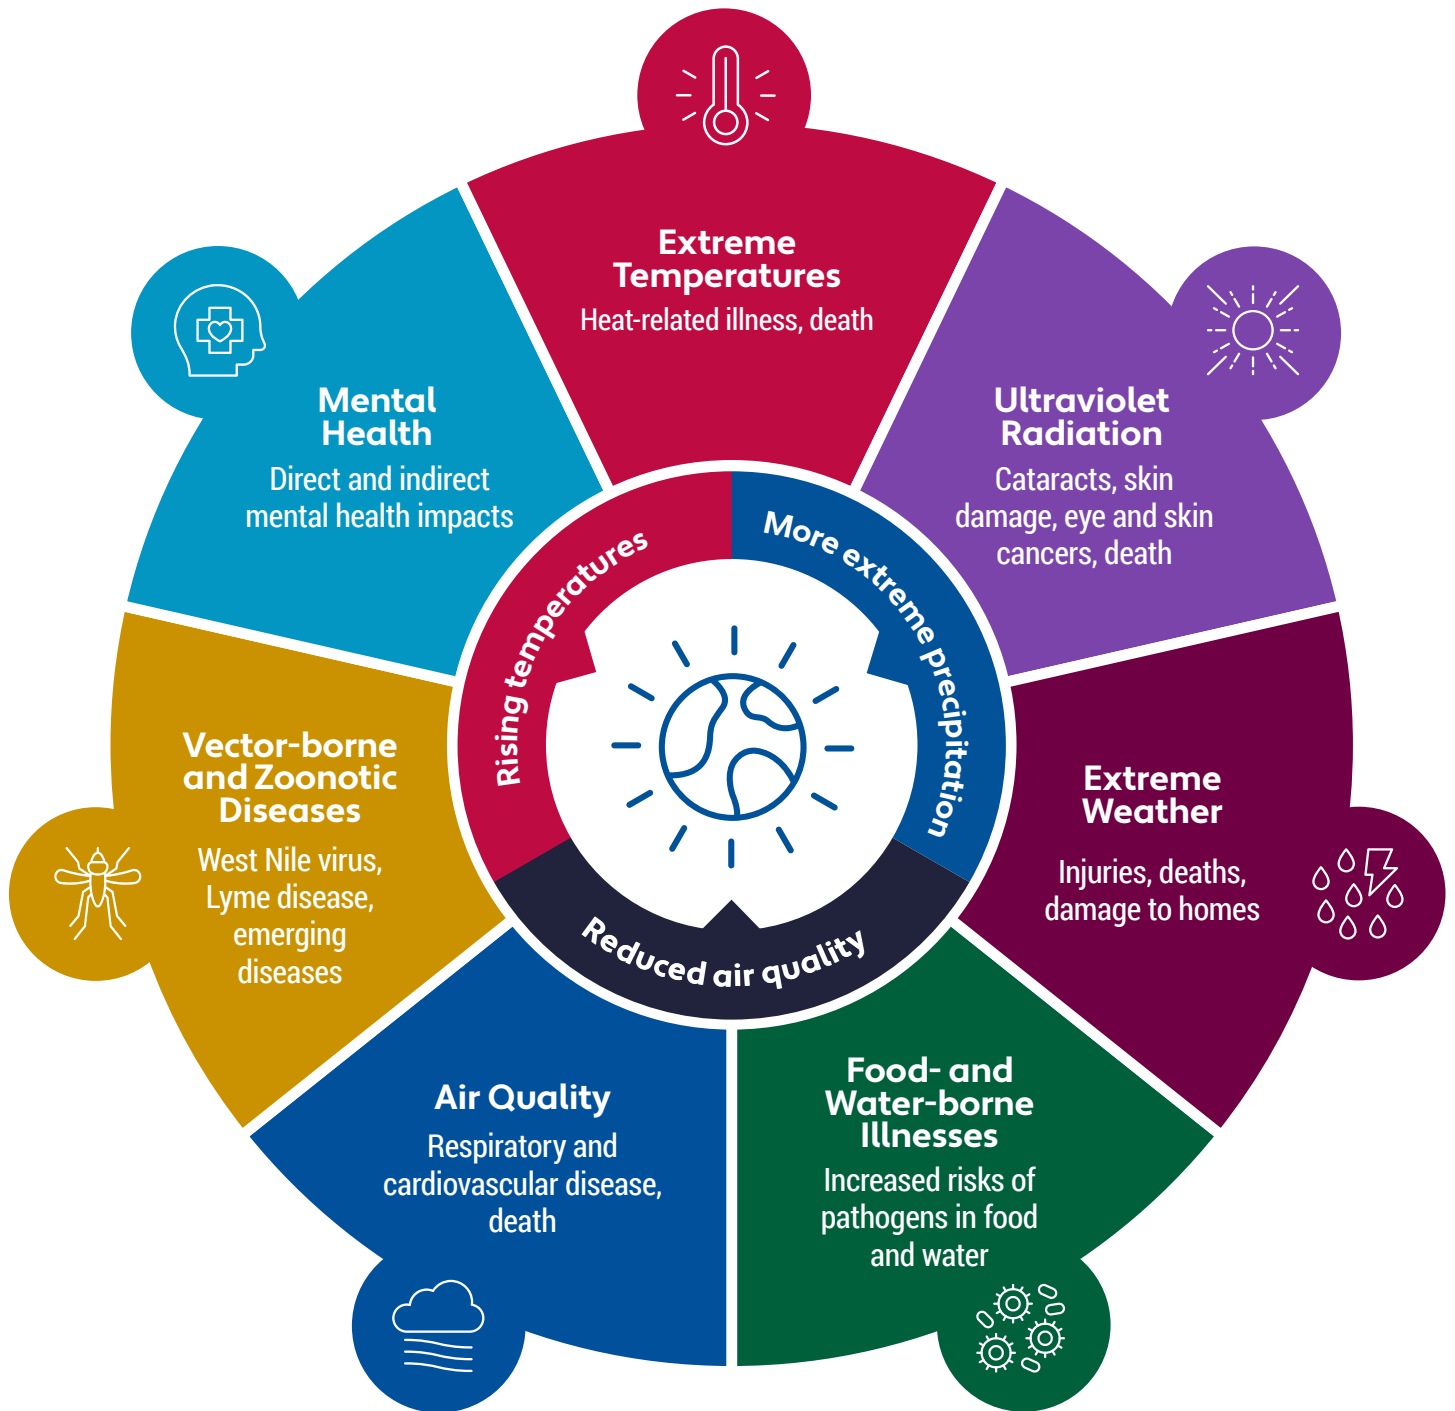 Extreme
Temperatures
Heat-related illness, death
Ultraviolet
Radiation
Cataracts, skin
damage, eye and skin
cancers, death
Extreme
Weather
Injuries, deaths,
damage to homes
Food- and
Water-borne
Illnesses
Increased risks of
pathogens in food
and water
Air Quality
Respiratory and
cardiovascular disease,
death
Vector-borne
and Zoonotic
Diseases
West Nile virus,
Lyme disease,
emerging
diseases
Mental
Health
Direct and indirect
mental health impacts
Rising temperatures
More extreme precipitation
Reduced air quality